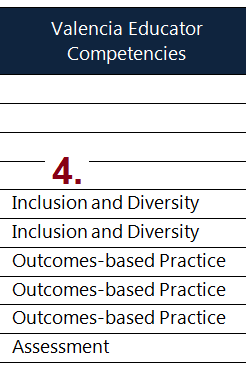 Valencia Educator
Competencies
4.
Inclusion and Diversity
Inclusion and Diversity
Outcomes-based Practice
Outcomes-based Practice
Outcomes-based Practice
Assessment